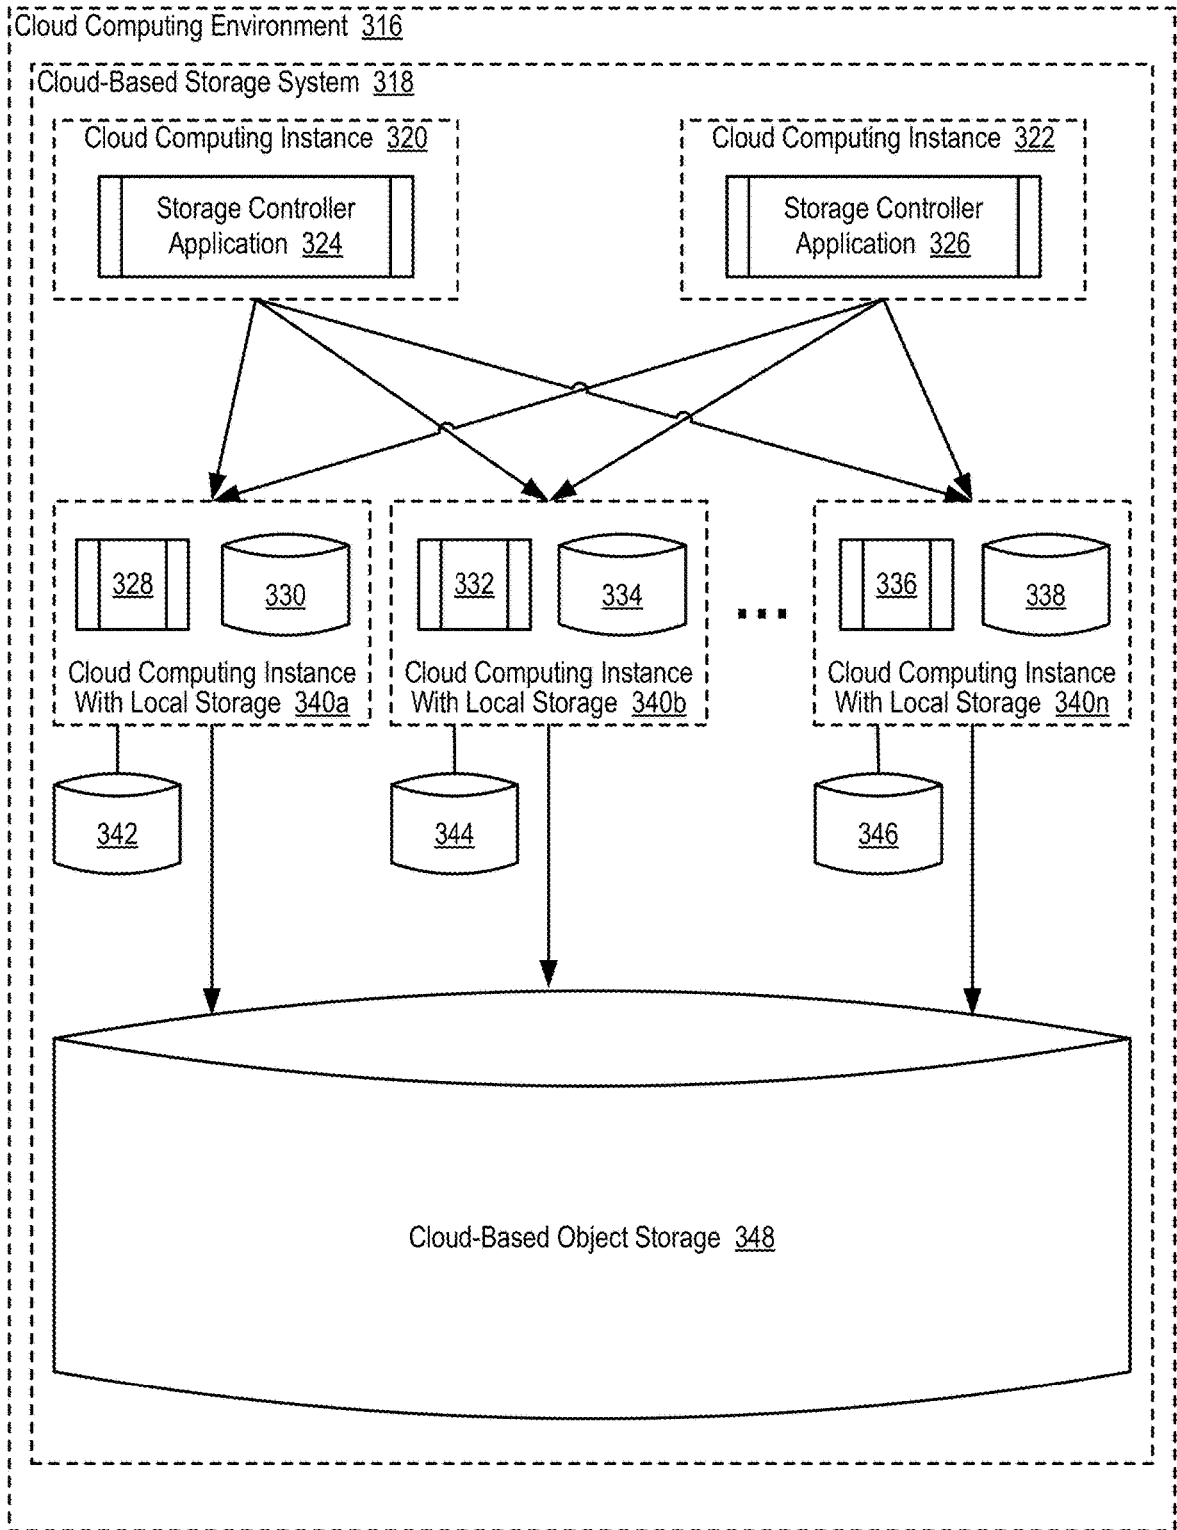 Cloud Computing Environment 316
Cloud-Based Storage System 318
Cloud Computing Instance 320
Storage Controller
Application 324
Cloud Computing Instance 322
Storage Controller
Application 326
328
330
Cloud Computing Instance
With Local Storage 340a
332
334
Cloud Computing Instance
With Local Storage 340b
...
336
338
Cloud Computing Instance
With Local Storage 340n
342
344
346
Cloud-Based Object Storage 348